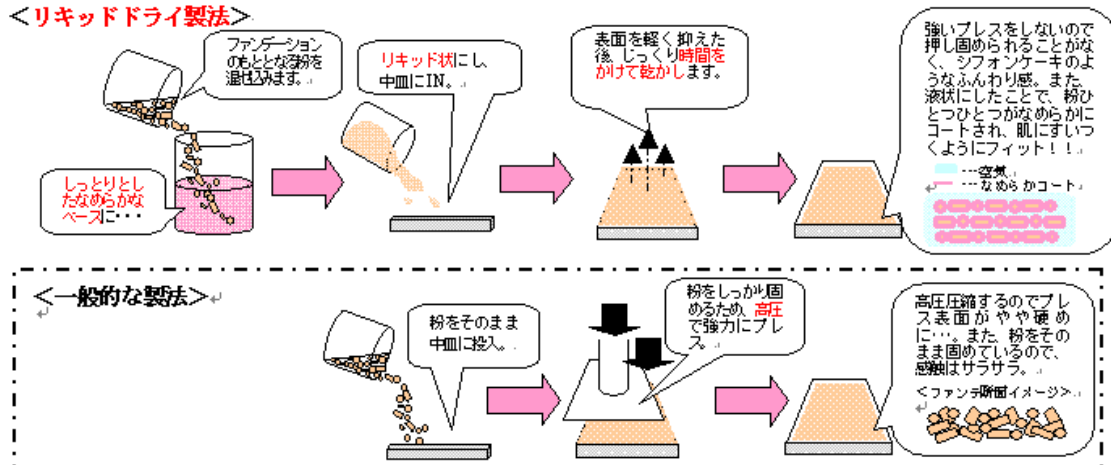 ＜リキッドドライ製法＞
ファンデーション
のもととなる粉を
混ぜ込みます。
しっとりとし
たなめらかな
ベースに・・・
リキッド状にし、
中皿にIN。
表面を軽く抑えた
後、じっくり時間を
かけて乾かします。
強いプレスをしないので
押し固められることがな
く、シフォンケーキのよ
うなふんわり感。また、
液状にしたことで、粉ひ
とつひとつがなめらかに
コートされ、肌にすいつ
くようにフィット！！
・・・空気
・・・なめらかコート
＜一般的な製法＞
粉をそのまま
中皿に投入。
粉をしっかり固
めるため、高圧
で強力にプレ
ス。
高圧圧縮するのでプレ
ス表面がやや硬め
に・・・。また、粉をその
まま固めているので、
感触はサラサラ。
＜ファンデ断面イメージ＞